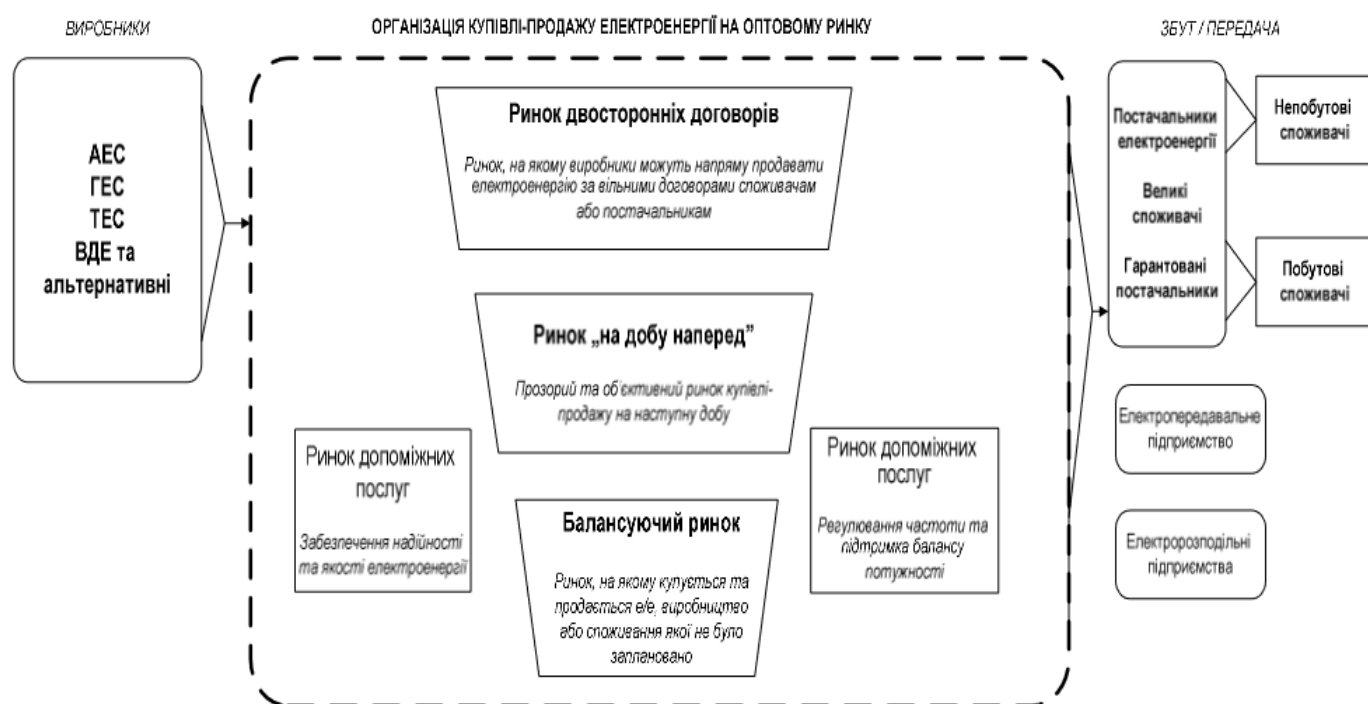 ВИРОБНИКИ
ОРГАНІЗАЦІЯ КУПІВЛІ-ПРОДАЖУ ЕЛЕКТРОЕНЕРГІЇ НА ОПТОВОМУ РИНКУ
ЗБУТ / ПЕРЕДАЧА
АЕС
ГЕС
ТЕС
ВДЕ та
альтернативні
Ринок двосторонніх договорів
Ринок, на якому виробники можуть напряму продавати
електроенергію за вільними договорами споживачам
або постачальникам
Ринок „на добу наперед”
Прозорий та об'єктивний ринок купівлі-
продажу на наступну добу
Ринок допоміжних
послуг
Забезпечення надійності
та якості електроенергії
Балансуючий ринок
Ринок, на якому купується та
продається е/е, виробництво
або споживання якої не було
заплановано
Ринок допоміжних
послуг
Регулювання частоти та
підтримка балансу
потужності
Постачальники
електроенергії
Великі
споживачі
Гарантовані
постачальники
Непобутові
споживачі
Побутові
споживачі
Електропередавальне
підприємство
Електророзподільні
підприємства